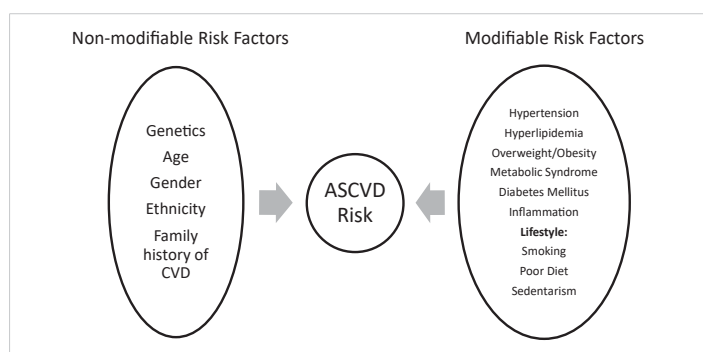 Non-modifiable Risk Factors
Modifiable Risk Factors
Genetics
Age
Gender
Ethnicity
Family
history of
CVD
ASCVD
Risk
Hypertension
Hyperlipidemia
Overweight/Obesity
Metabolic Syndrome
Diabetes Mellitus
Inflammation
Lifestyle:
Smoking
Poor Diet
Sedentarism